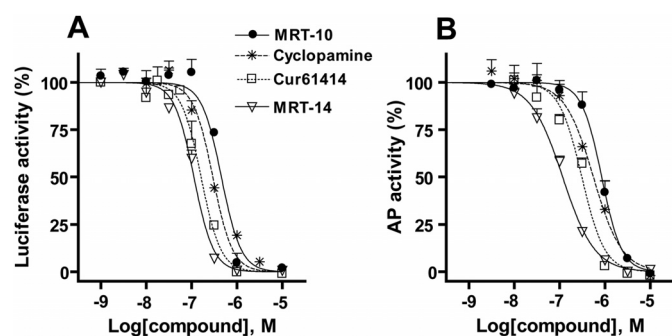 A
MRT-10
Cyclopamine
Cur61414
MRT-14
Luciferase activity (%)
100
75
50
25
0
-9 -8 -7 -6 -5
Log[compound], M
B
AP activity (%)
100
75
50
25
0
-9 -8 -7 -6 -5
Log[compound], M